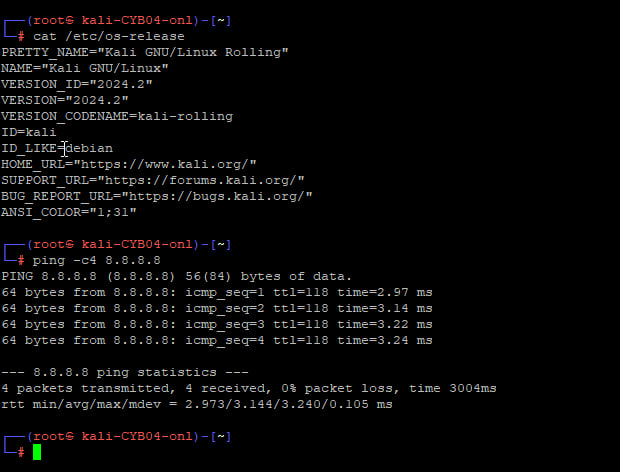 ┌──(root㉿ kali-CYB04-onl)-[~]
└─# cat /etc/os-release
PRETTY_NAME="Kali GNU/Linux Rolling"
NAME="Kali GNU/Linux"
VERSION_ID="2024.2"
VERSION="2024.2"
VERSION_CODENAME=kali-rolling
ID=kali
ID_LIKE=debian
HOME_URL="https://www.kali.org/"
SUPPORT_URL="https://forums.kali.org/"
BUG_REPORT_URL="https://bugs.kali.org/"
ANSI_COLOR="1;31"
┌──(root㉿ kali-CYB04-onl)-[~]
└─# ping -c4 8.8.8.8
PING 8.8.8.8 (8.8.8.8) 56(84) bytes of data.
64 bytes from 8.8.8.8: icmp_seq=1 ttl=118 time=2.97 ms
64 bytes from 8.8.8.8: icmp_seq=2 ttl=118 time=3.14 ms
64 bytes from 8.8.8.8: icmp_seq=3 ttl=118 time=3.22 ms
64 bytes from 8.8.8.8: icmp_seq=4 ttl=118 time=3.24 ms
--- 8.8.8.8 ping statistics ---
4 packets transmitted, 4 received, 0% packet loss, time 3004ms
rtt min/avg/max/mdev = 2.973/3.144/3.240/0.105 ms
┌──(root㉿ kali-CYB04-onl)-[~]
└─#